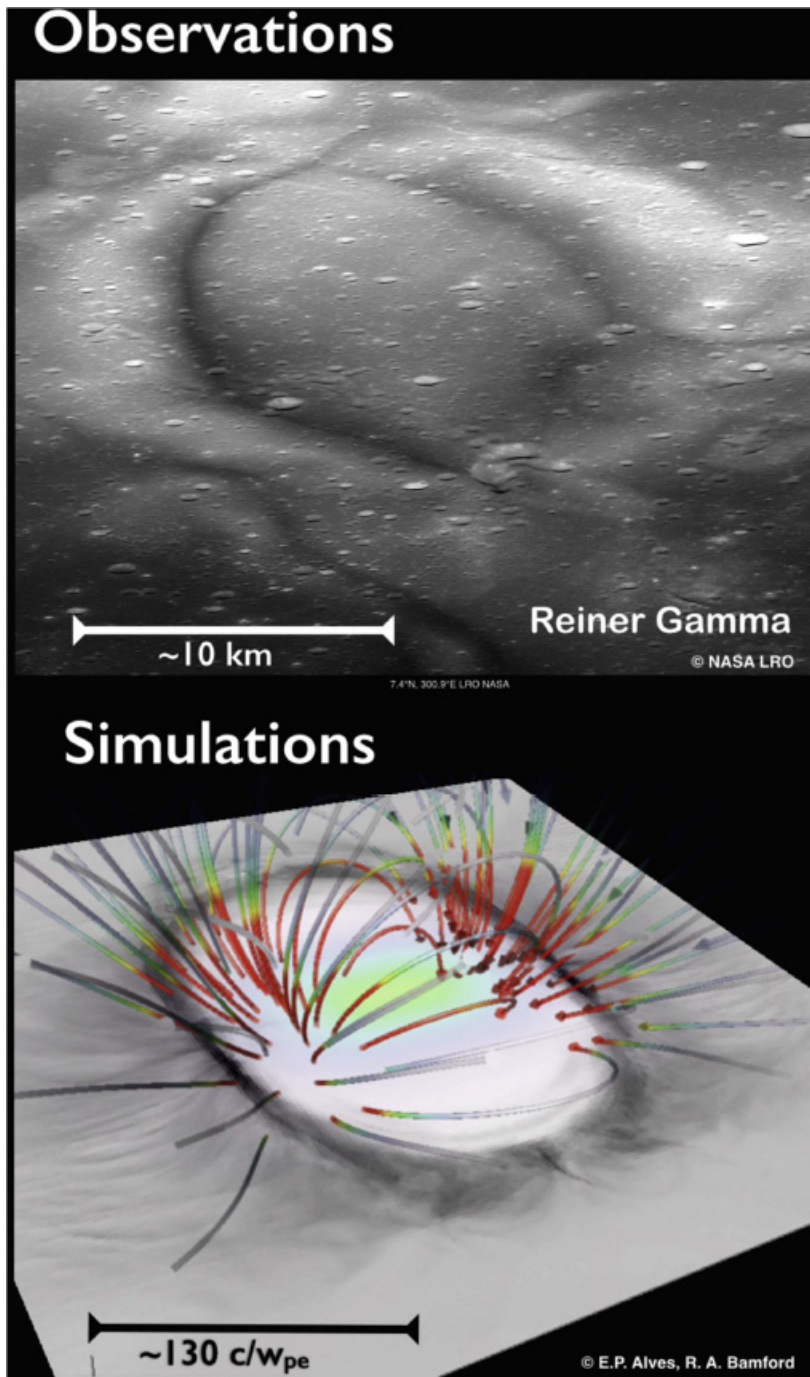 Observations
~10 km
Reiner Gamma
© NASA LRO
7.4°N, 300.9°E LRO NASA
Simulations
~130 c/wpe
© E.P. Alves, R. A. Bamford